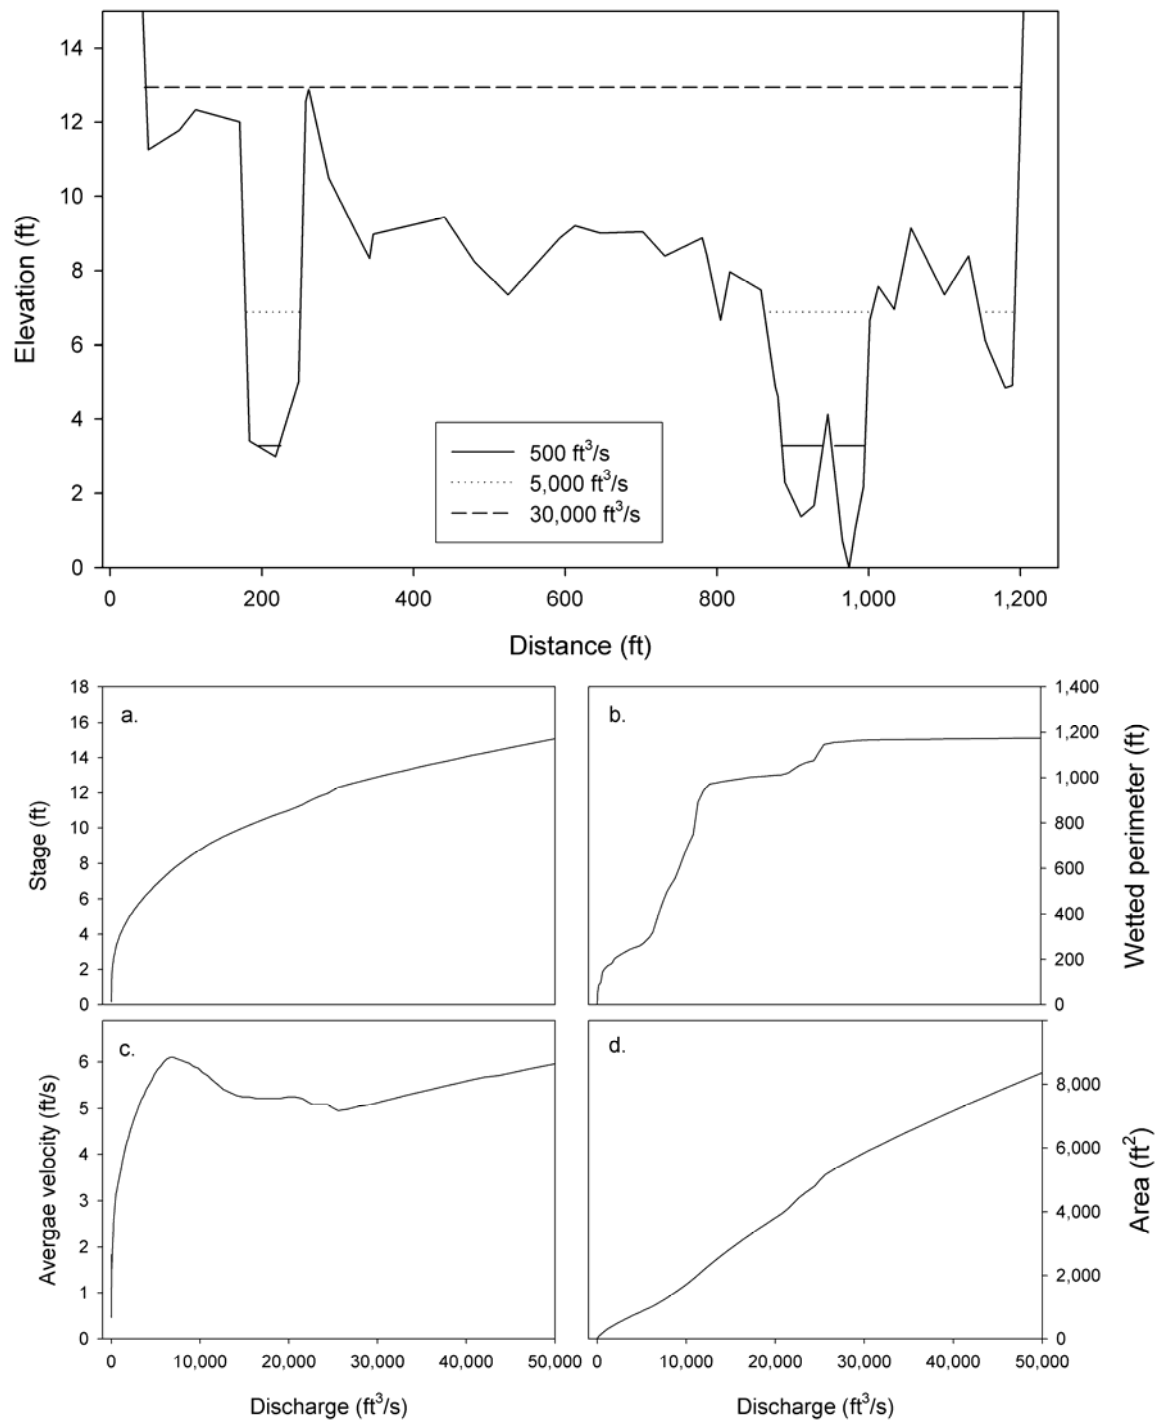 14
12
10
8
6
4
2
0
Elevation (ft)
500 ft³/s
5,000 ft³/s
30,000 ft³/s
0 200 400 600 800 1,000 1,200
Distance (ft)
a.
18
16
14
12
10
8
6
4
2
0
Stage (ft)
b.
1,400
1,200
1,000
800
600
400
200
0
Wetted perimeter (ft)
c.
6
5
4
3
2
1
0
Avergae velocity (ft/s)
0 10,000 20,000 30,000 40,000 50,000
Discharge (ft³/s)
d.
8,000
6,000
4,000
2,000
0
Area (ft²)
0 10,000 20,000 30,000 40,000 50,000
Discharge (ft³/s)